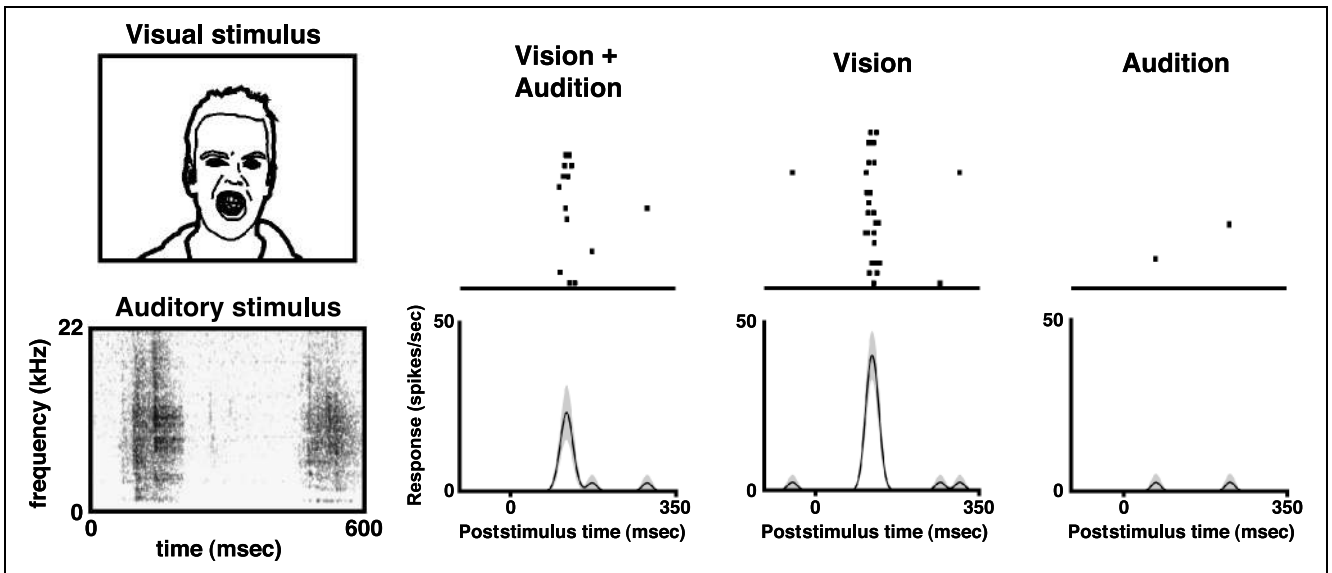 Visual stimulus
Auditory stimulus
frequency (kHz)
22
0
0
600
time (msec)
Vision +
Audition
Response (spikes/sec)
50
0
0
350
Poststimulus time (msec)
Vision
50
0
0
350
Poststimulus time (msec)
Audition
50
0
0
350
Poststimulus time (msec)